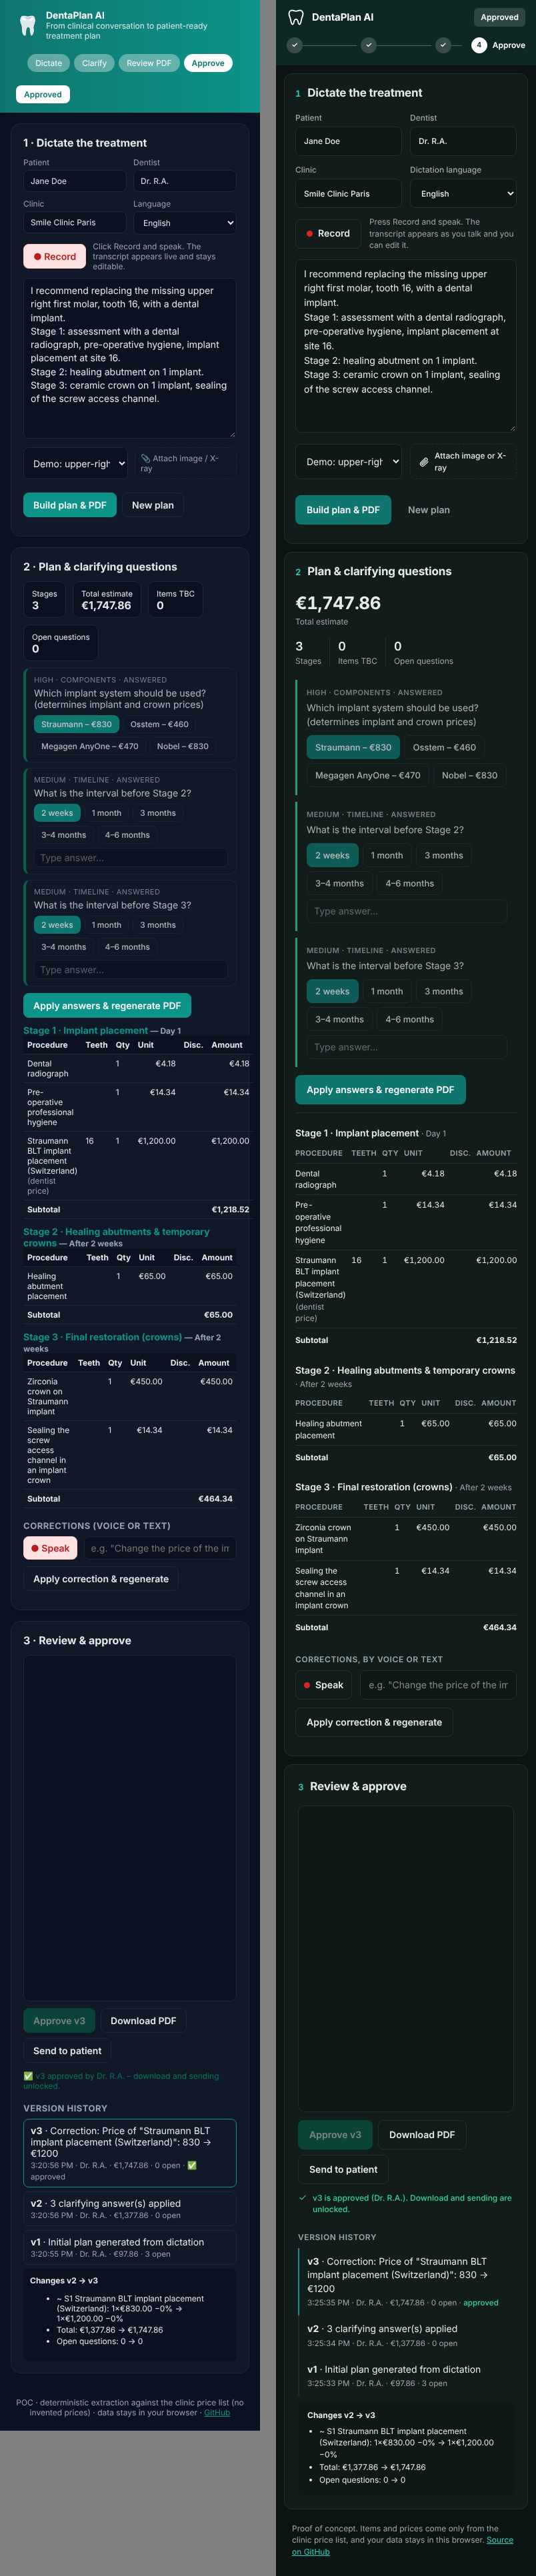 DentaPlan AI
From clinical conversation to patient-ready
treatment plan
Dictate
Clarify
Review PDF
Approve
Approved
1 · Dictate the treatment
Patient
Dentist
Jane Doe
Dr. R.A.
Clinic
Language
Smile Clinic Paris
English
Record
Click Record and speak. The
transcript appears live and stays
editable.
I recommend replacing the missing upper
right first molar, tooth 16, with a dental
implant.
Stage 1: assessment with a dental
radiograph, pre-operative hygiene, implant
placement at site 16.
Stage 2: healing abutment on 1 implant.
Stage 3: ceramic crown on 1 implant, sealing
of the screw access channel.
Demo: upper-righ
Attach image / X-
ray
Build plan & PDF
New plan
2 · Plan & clarifying questions
Stages
3
Total estimate
€1,747.86
Items TBC
0
Open questions
0
HIGH · COMPONENTS · ANSWERED
Which implant system should be used?
(determines implant and crown prices)
Straumann – €830
Osstem – €460
Megagen AnyOne – €470
Nobel – €830
MEDIUM · TIMELINE · ANSWERED
What is the interval before Stage 2?
2 weeks
1 month
3 months
3–4 months
4–6 months
Type answer...
MEDIUM · TIMELINE · ANSWERED
What is the interval before Stage 3?
2 weeks
1 month
3 months
3–4 months
4–6 months
Type answer...
Apply answers & regenerate PDF
Stage 1 · Implant placement — Day 1
Procedure Teeth Qty Unit Disc. Amount
Dental
radiograph
1 €4.18 €4.18
Pre-
operative
professional
hygiene
1 €14.34 €14.34
Straumann
BLT implant
placement
(Switzerland)
(dentist
price)
16 1 €1,200.00 €1,200.00
Subtotal €1,218.52
Stage 2 · Healing abutments & temporary
crowns — After 2 weeks
Procedure Teeth Qty Unit Disc. Amount
Healing
abutment
placement
1 €65.00 €65.00
Subtotal €65.00
Stage 3 · Final restoration (crowns) — After 2
weeks
Procedure Teeth Qty Unit Disc. Amount
Zirconia
crown on
Straumann
implant
1 €450.00 €450.00
Sealing the
screw
access
channel in
an implant
crown
1 €14.34 €14.34
Subtotal €464.34
CORRECTIONS (VOICE OR TEXT)
Speak
e.g. "Change the price of the im
Apply correction & regenerate
3 · Review & approve
Approve v3
Download PDF
Send to patient
v3 approved by Dr. R.A. – download and sending
unlocked.
VERSION HISTORY
v3 · Correction: Price of "Straumann BLT
implant placement (Switzerland)": 830 →
€1200
3:20:56 PM · Dr. R.A. · €1,747.86 · 0 open · ✅
approved
v2 · 3 clarifying answer(s) applied
3:20:56 PM · Dr. R.A. · €1,377.86 · 0 open
v1 · Initial plan generated from dictation
3:20:55 PM · Dr. R.A. · €97.86 · 3 open
Changes v2 → v3
~ S1 Straumann BLT implant placement
(Switzerland): 1×€830.00 −0% →
1×€1,200.00 −0%
Total: €1,377.86 → €1,747.86
Open questions: 0 → 0
POC · deterministic extraction against the clinic price list (no
invented prices) · data stays in your browser · GitHub
DentaPlan AI
Approved
4 Approve
1 Dictate the treatment
Patient
Dentist
Jane Doe
Dr. R.A.
Clinic
Dictation language
Smile Clinic Paris
English
Record
Press Record and speak. The
transcript appears as you talk and you
can edit it.
I recommend replacing the missing upper
right first molar, tooth 16, with a dental
implant.
Stage 1: assessment with a dental radiograph,
pre-operative hygiene, implant placement at
site 16.
Stage 2: healing abutment on 1 implant.
Stage 3: ceramic crown on 1 implant, sealing
of the screw access channel.
Demo: upper-righ
Attach image or X-
ray
Build plan & PDF
New plan
2 Plan & clarifying questions
€1,747.86
Total estimate
3
Stages
0
Items TBC
0
Open questions
HIGH · COMPONENTS · ANSWERED
Which implant system should be used?
(determines implant and crown prices)
Straumann – €830
Osstem – €460
Megagen AnyOne – €470
Nobel – €830
MEDIUM · TIMELINE · ANSWERED
What is the interval before Stage 2?
2 weeks
1 month
3 months
3–4 months
4–6 months
Type answer...
MEDIUM · TIMELINE · ANSWERED
What is the interval before Stage 3?
2 weeks
1 month
3 months
3–4 months
4–6 months
Type answer...
Apply answers & regenerate PDF
Stage 1 · Implant placement · Day 1
PROCEDURE TEETH QTY UNIT DISC. AMOUNT
Dental
radiograph
1 €4.18 €4.18
Pre-
operative
professional
hygiene
1 €14.34 €14.34
Straumann
BLT implant
placement
(Switzerland)
(dentist
price)
16 1 €1,200.00 €1,200.00
Subtotal €1,218.52
Stage 2 · Healing abutments & temporary crowns
· After 2 weeks
PROCEDURE TEETH QTY UNIT DISC. AMOUNT
Healing abutment
placement
1 €65.00 €65.00
Subtotal €65.00
Stage 3 · Final restoration (crowns) · After 2 weeks
PROCEDURE TEETH QTY UNIT DISC. AMOUNT
Zirconia crown
on Straumann
implant
1 €450.00 €450.00
Sealing the
screw access
channel in an
implant crown
1 €14.34 €14.34
Subtotal €464.34
CORRECTIONS, BY VOICE OR TEXT
Speak
e.g. "Change the price of the im
Apply correction & regenerate
3 Review & approve
Approve v3
Download PDF
Send to patient
v3 is approved (Dr. R.A.). Download and sending are
unlocked.
VERSION HISTORY
v3 · Correction: Price of "Straumann BLT
implant placement (Switzerland)": 830 →
€1200
3:25:35 PM · Dr. R.A. · €1,747.86 · 0 open · approved
v2 · 3 clarifying answer(s) applied
3:25:34 PM · Dr. R.A. · €1,377.86 · 0 open
v1 · Initial plan generated from dictation
3:25:33 PM · Dr. R.A. · €97.86 · 3 open
Changes v2 → v3
~ S1 Straumann BLT implant placement
(Switzerland): 1×€830.00 −0% → 1×€1,200.00
−0%
Total: €1,377.86 → €1,747.86
Open questions: 0 → 0
Proof of concept. Items and prices come only from the
clinic price list, and your data stays in this browser. Source
on GitHub